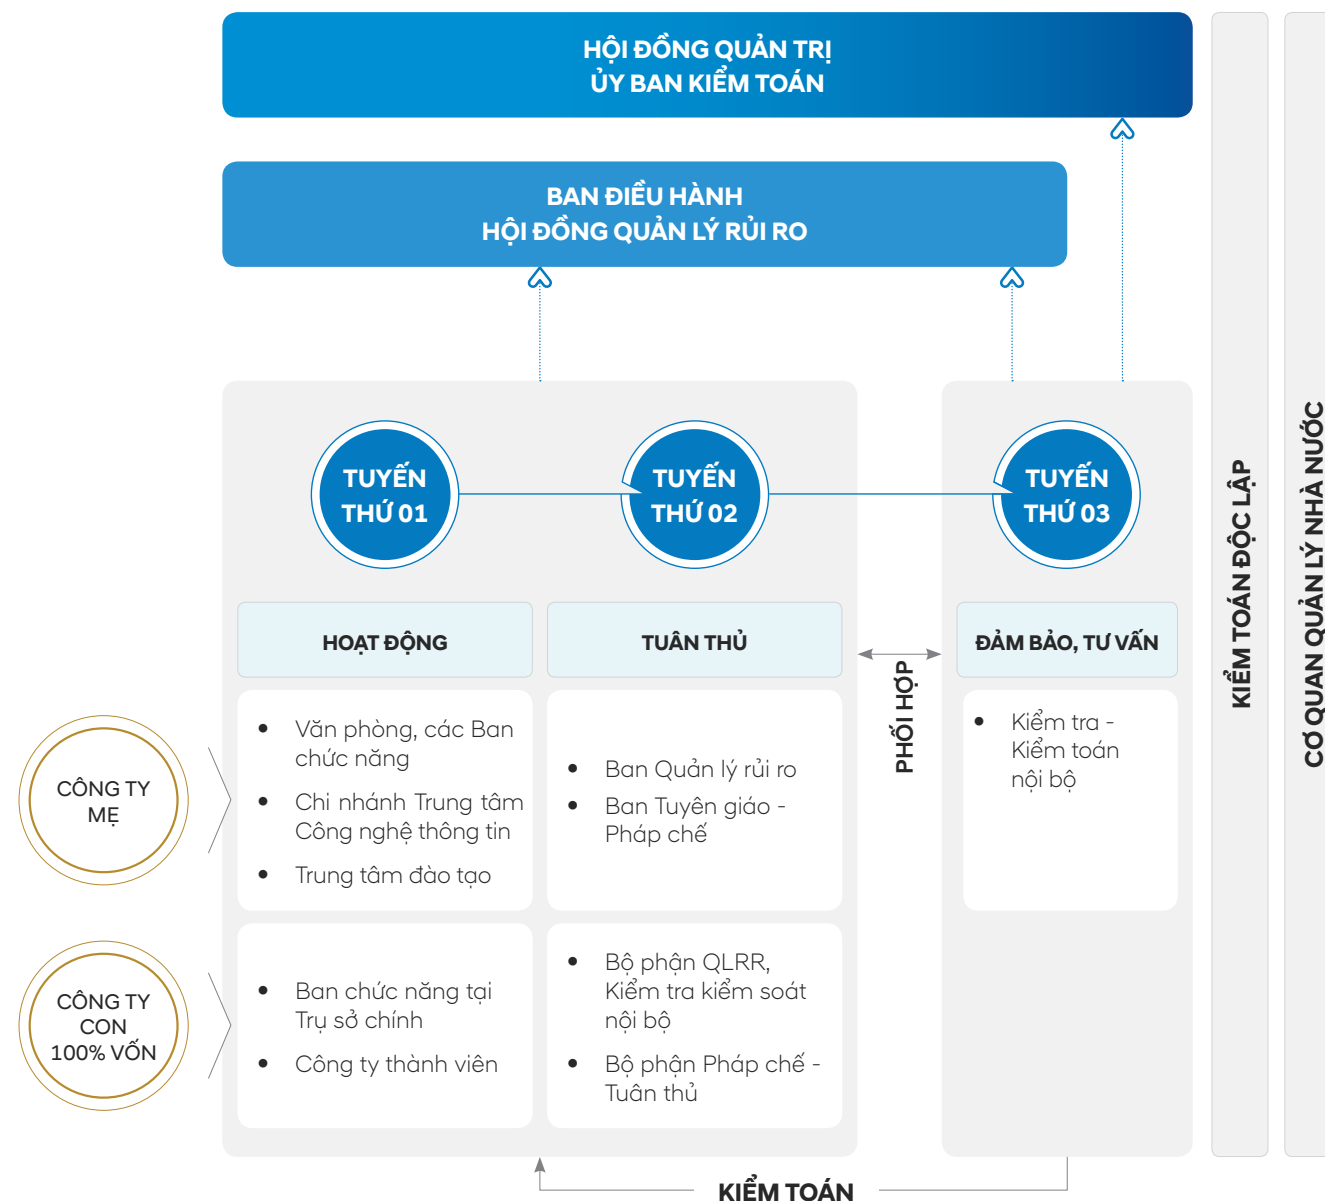 HỘI ĐỒNG QUẢN TRỊ
ỦY BAN KIỂM TOÁN
BAN ĐIỀU HÀNH
HỘI ĐỒNG QUẢN LÝ RỦI RO
TUYẾN
THỨ 01
TUYẾN
THỨ 02
TUYẾN
THỨ 03
HOẠT ĐỘNG
TUÂN THỦ
ĐẢM BẢO, TƯ VẤN
PHỐI HỢP
CÔNG TY
MẸ
• Văn phòng, các Ban
chức năng
• Chi nhánh Trung tâm
Công nghệ thông tin
• Trung tâm đào tạo
• Ban Quản lý rủi ro
• Ban Tuyên giáo -
Pháp chế
• Kiểm tra -
Kiểm toán
nội bộ
CÔNG TY
CON
100% VỐN
• Ban chức năng tại
Trụ sở chính
• Công ty thành viên
• Bộ phận QLRR,
Kiểm tra kiểm soát
nội bộ
• Bộ phận Pháp chế -
Tuân thủ
KIỂM TOÁN
KIỂM TOÁN ĐỘC LẬP
CƠ QUAN QUẢN LÝ NHÀ NƯỚC